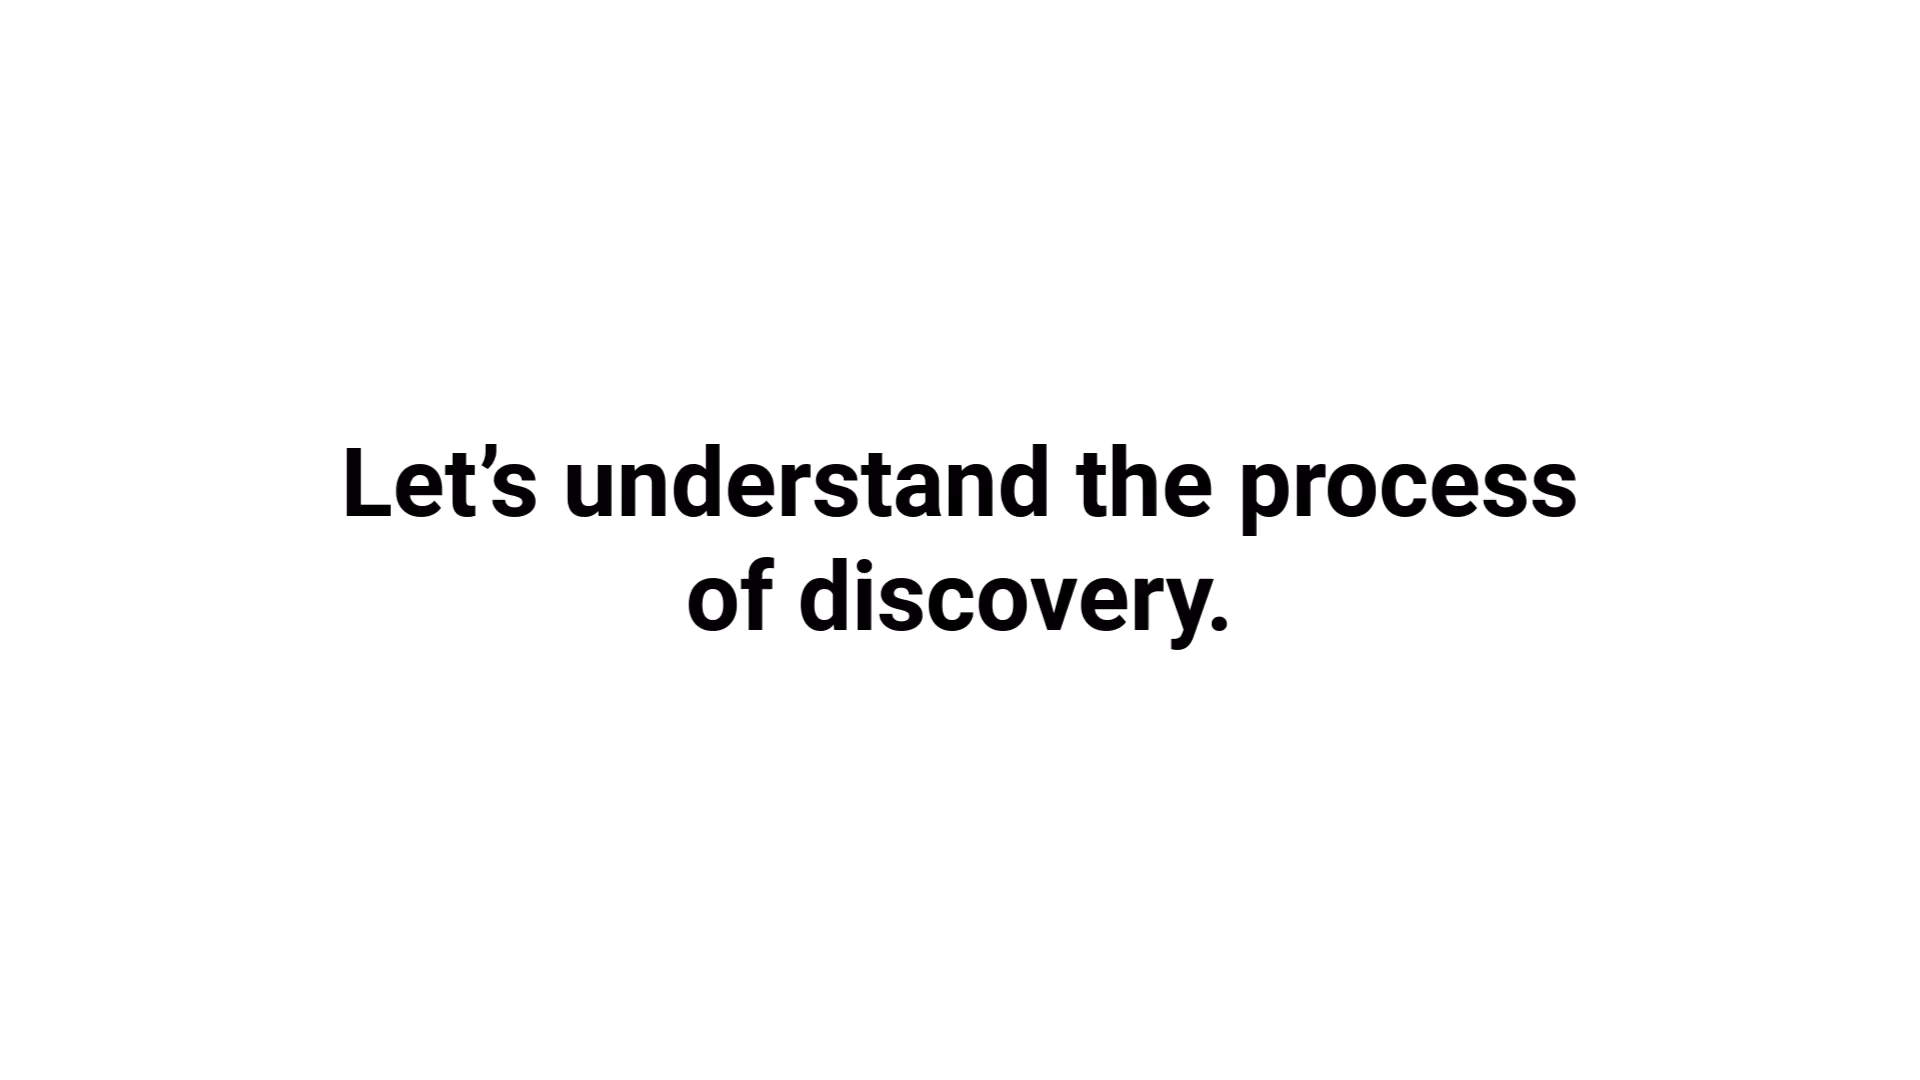 Let’s understand the process
of discovery.